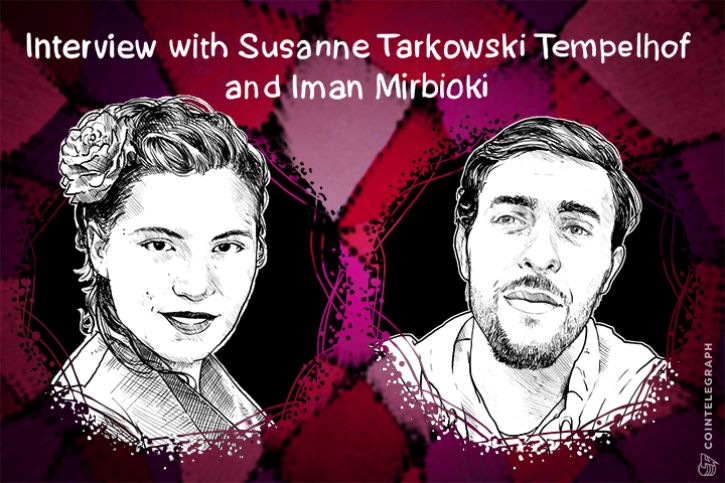 Interview with Susanne Tarkowski Tempelhof
and Iman Mirbioki
COINTELEGRAPH